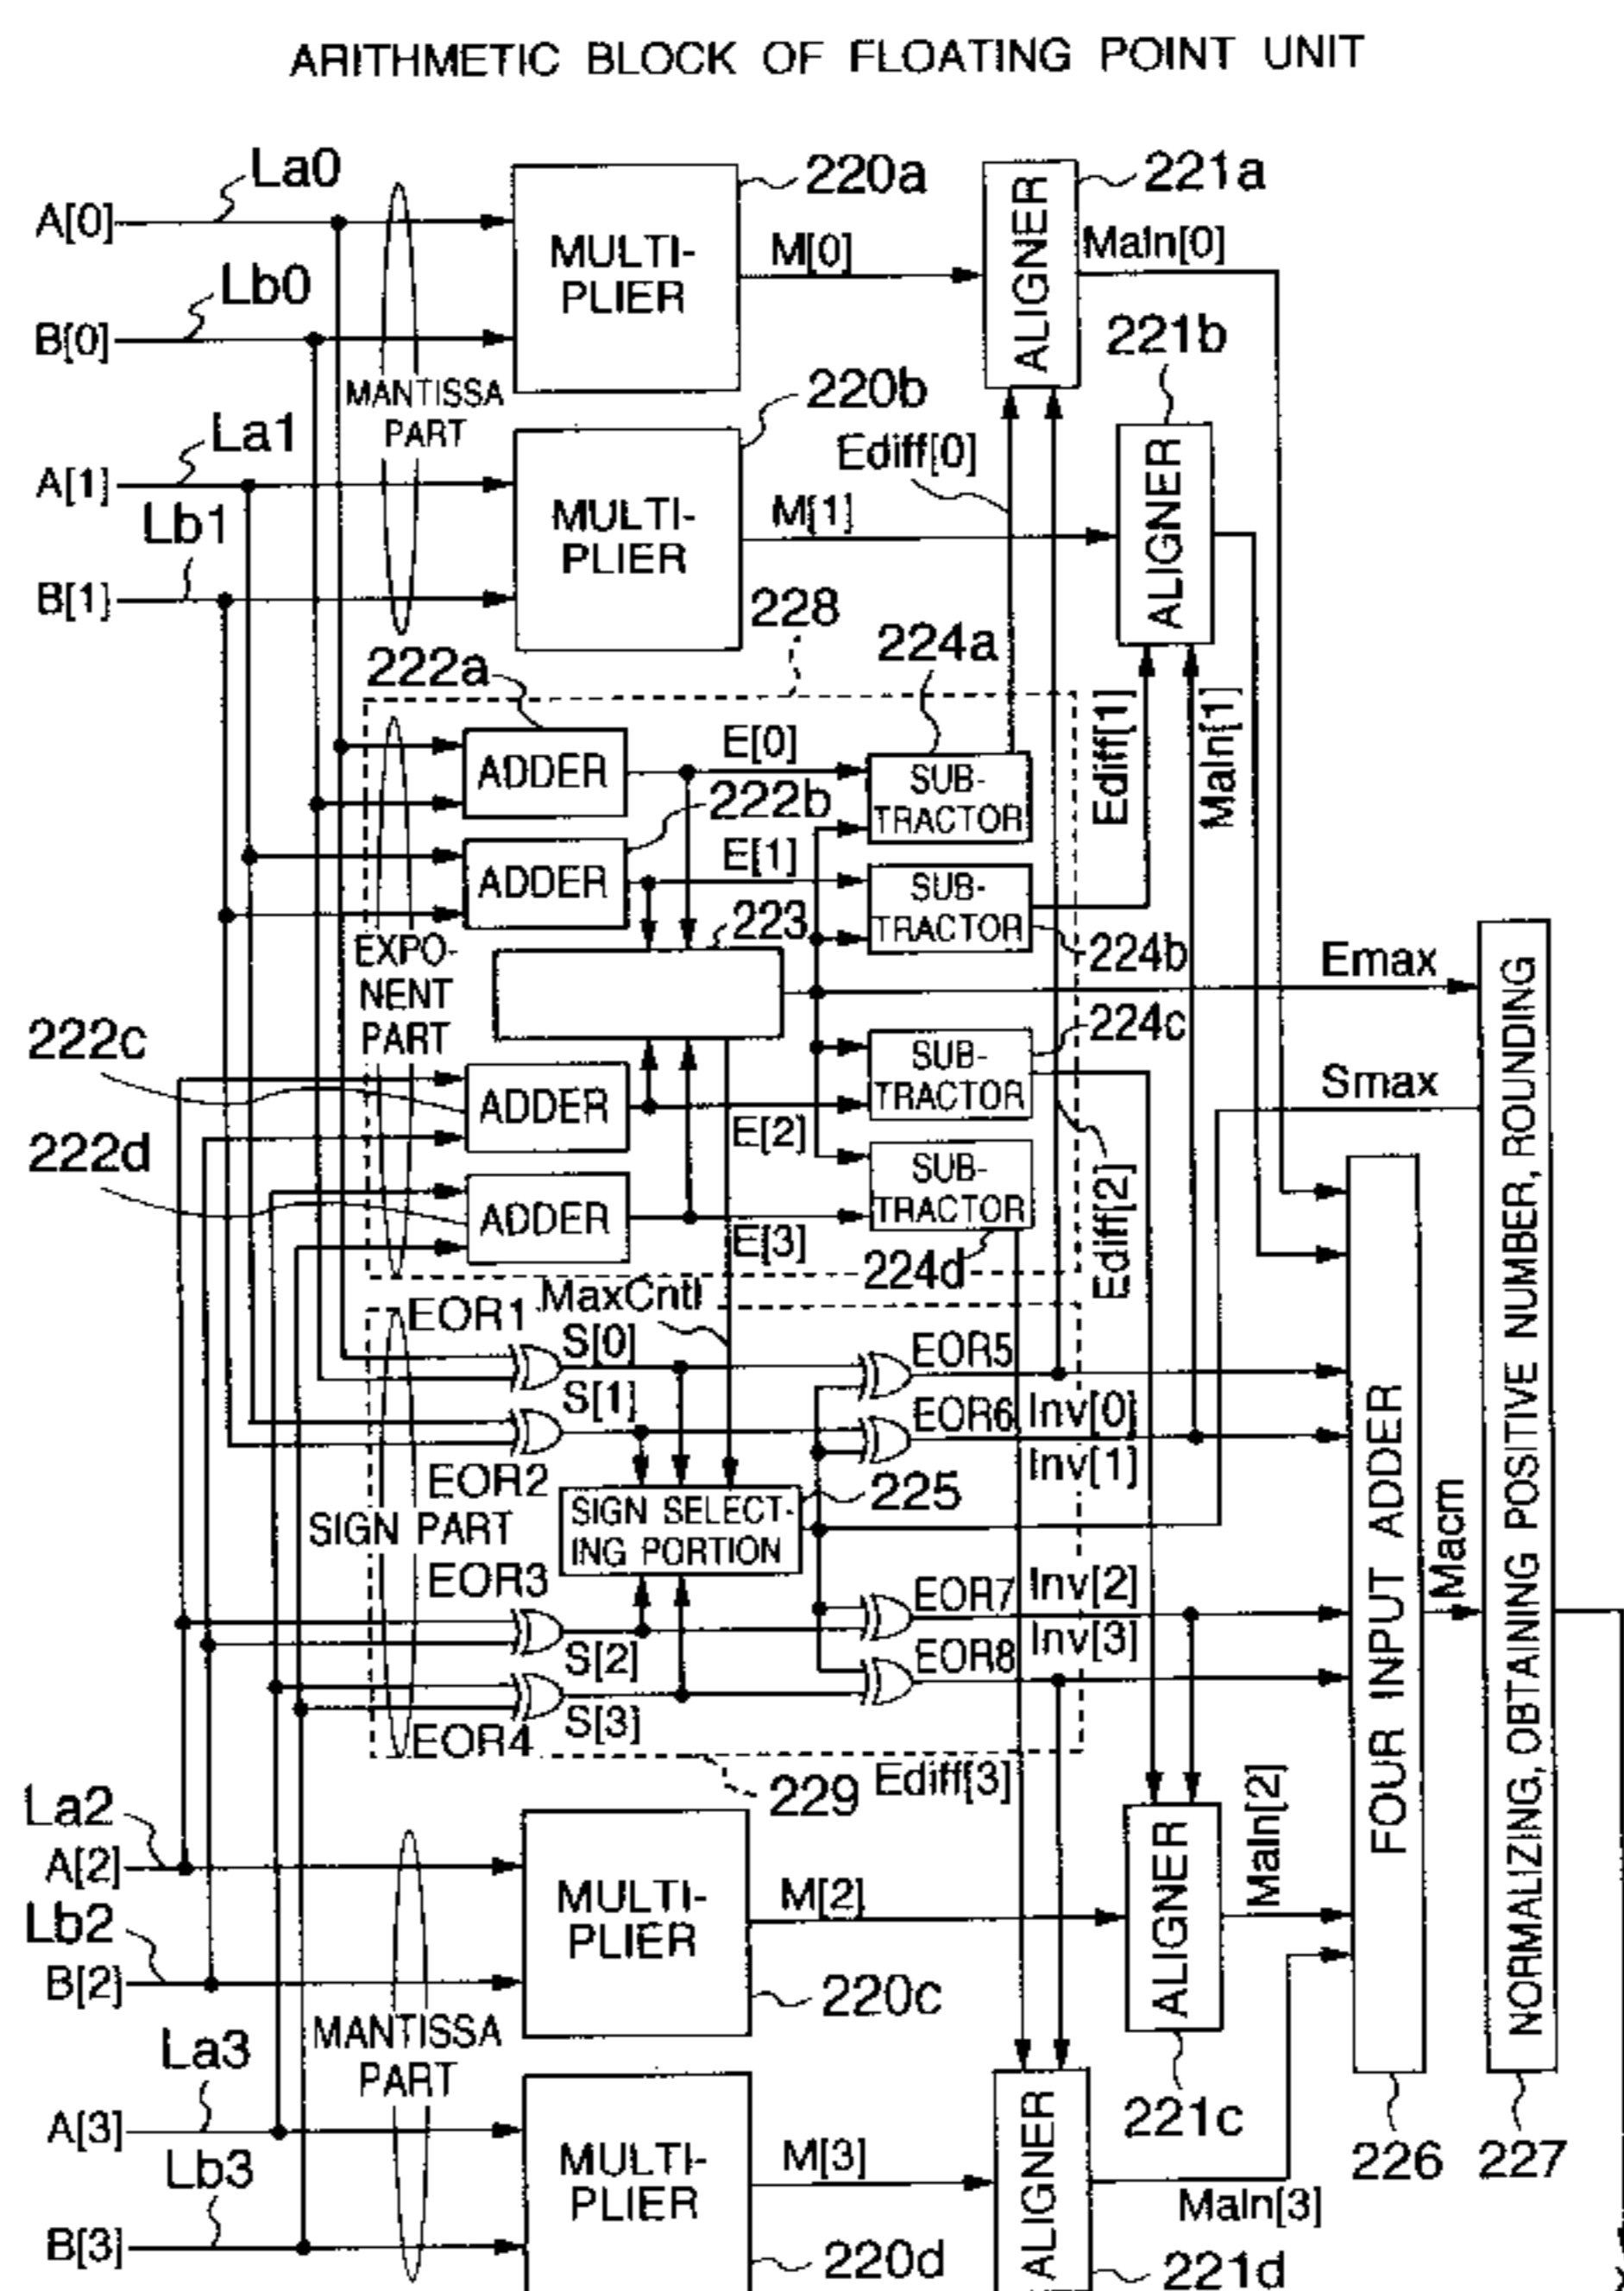 ARITHMETIC BLOCK OF FLOATING POINT UNIT
La0
220a
221a
A[0]
MULTI-
PLIER
M[0]
ALIGNER
Maln[0]
Lb0
B[0]
221b
MANTISSA
PART
220b
La1
Ediff[0]
A[1]
MULTI-
PLIER
M[1]
ALIGNER
Lb1
B[1]
228
222a
224a
Ediff[1]
Maln[1]
ADDER
E[0]
SUB-
TRACTOR
222b
ADDER
E[1]
SUB-
TRACTOR
223
224b
EXPO-
NENT
PART
Emax
222c
224c
ADDER
SUB-
TRACTOR
Smax
E[2]
222d
ADDER
SUB-
TRACTOR
E[3]
224d
Ediff[2]
MaxCntl
EOR1
S[0]
EOR5
S[1]
EOR6
Inv[0]
Inv[1]
EOR2
225
SIGN PART
SIGN SELECT-
ING PORTION
EOR3
EOR7
Inv[2]
Inv[3]
S[2]
EOR8
S[3]
EOR4
229
Ediff[3]
FOUR INPUT ADDER
Macm
NORMALIZING, OBTAINING POSITIVE NUMBER, ROUNDING
La2
A[2]
MULTI-
PLIER
M[2]
ALIGNER
Maln[2]
Lb2
B[2]
220c
MANTISSA
PART
La3
221c
A[3]
226
227
MULTI-
PLIER
M[3]
ALIGNER
Maln[3]
Lb3
B[3]
220d
221d